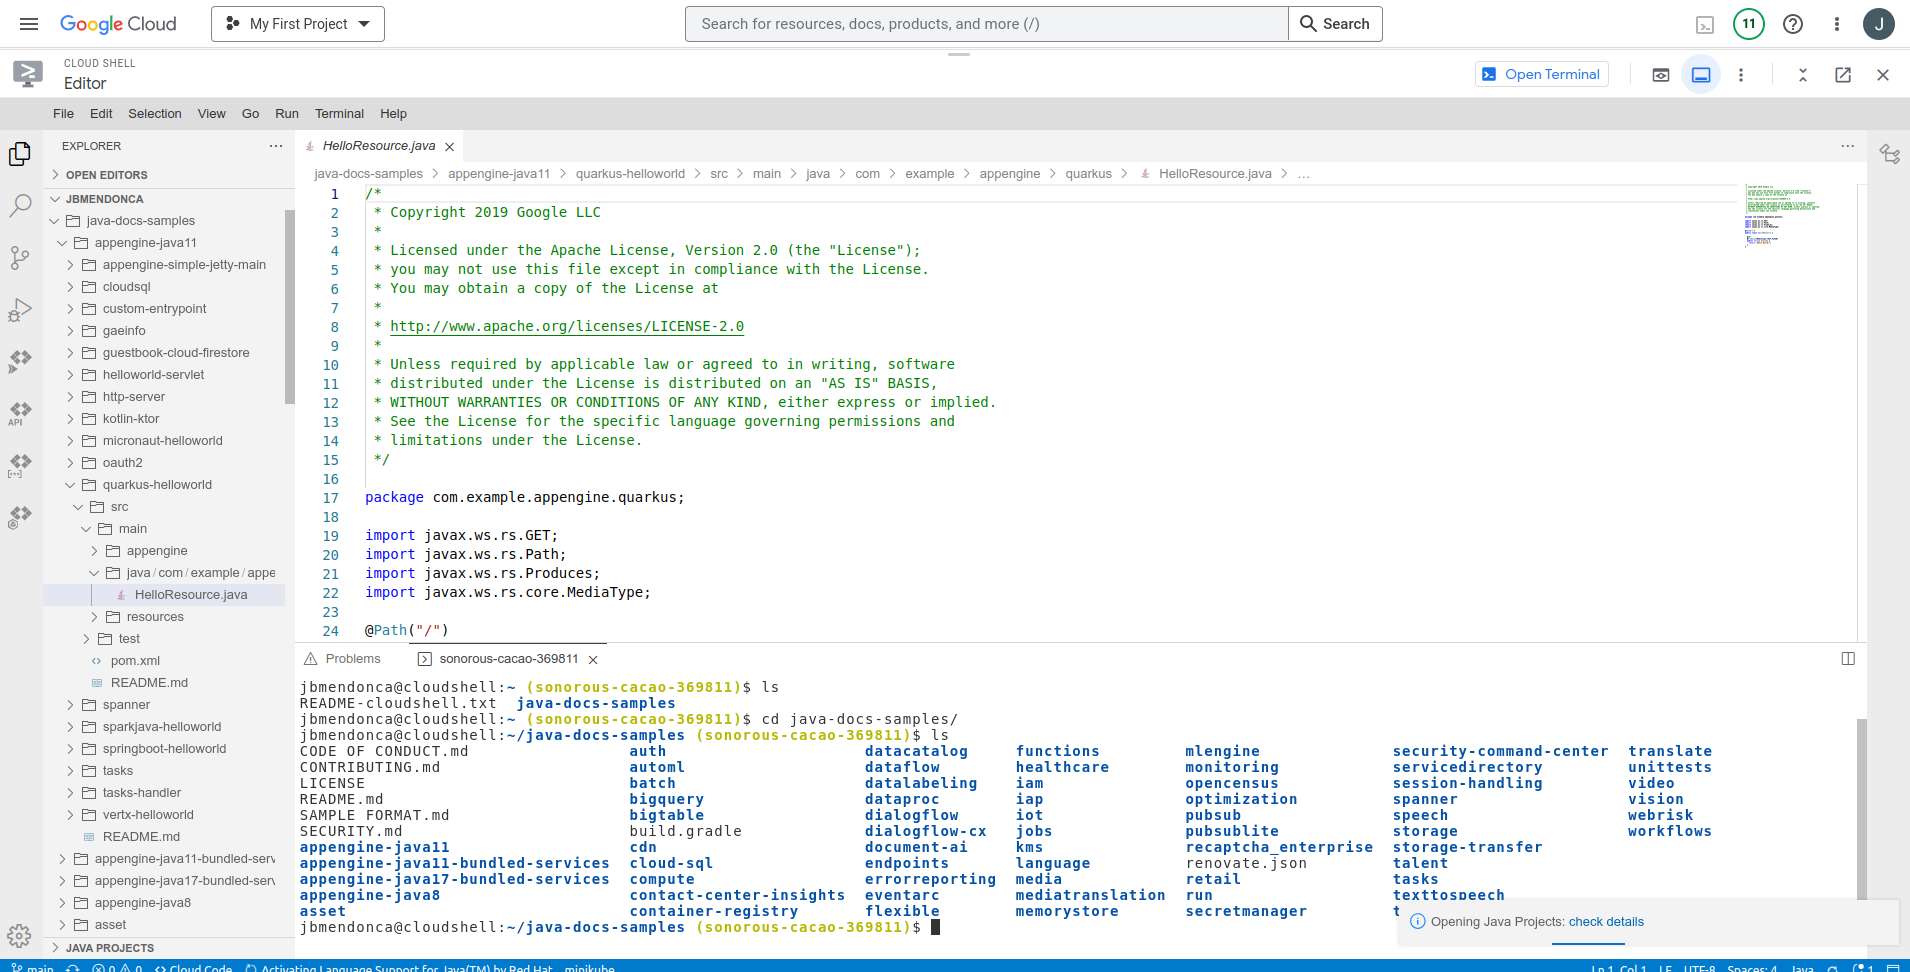 Google Cloud
My First Project
Search for resources, docs, products, and more (/)
Search
11
J
CLOUD SHELL
Editor
Open Terminal
File Edit Selection View Go Run Terminal Help
EXPLORER
OPEN EDITORS
JBMENDONCA
java-docs-samples
appengine-java11
appengine-simple-jetty-main
cloudsql
custom-entrypoint
gaeinfo
guestbook-cloud-firestore
helloworld-servlet
http-server
kotlin-ktor
micronaut-helloworld
oauth2
quarkus-helloworld
src
main
appengine
java / com / example / appe
HelloResource.java
resources
test
pom.xml
README.md
spanner
sparkjava-helloworld
springboot-helloworld
tasks
tasks-handler
vertx-helloworld
README.md
appengine-java11-bundled-serv
appengine-java17-bundled-serv
appengine-java8
asset
JAVA PROJECTS
API
HelloResource.java
java-docs-samples > appengine-java11 > quarkus-helloworld > src > main > java > com > example > appengine > quarkus > HelloResource.java > ...
1 /*
2 * Copyright 2019 Google LLC
3 *
4 * Licensed under the Apache License, Version 2.0 (the "License");
5 * you may not use this file except in compliance with the License.
6 * You may obtain a copy of the License at
7 *
8 * http://www.apache.org/licenses/LICENSE-2.0
9 *
10 * Unless required by applicable law or agreed to in writing, software
11 * distributed under the License is distributed on an "AS IS" BASIS,
12 * WITHOUT WARRANTIES OR CONDITIONS OF ANY KIND, either express or implied.
13 * See the License for the specific language governing permissions and
14 * limitations under the License.
15 */
16
17 package com.example.appengine.quarkus;
18
19 import javax.ws.rs.GET;
20 import javax.ws.rs.Path;
21 import javax.ws.rs.Produces;
22 import javax.ws.rs.core.MediaType;
23
24 @Path("/")
Problems sonorous-cacao-369811
jbmendonca@cloudshell:~ (sonorous-cacao-369811)$ ls
README-cloudshell.txt java-docs-samples
jbmendonca@cloudshell:~ (sonorous-cacao-369811)$ cd java-docs-samples/
jbmendonca@cloudshell:~/java-docs-samples (sonorous-cacao-369811)$ ls
CODE OF CONDUCT.md auth datacatalog functions mlengine security-command-center translate
CONTRIBUTING.md automl dataflow healthcare monitoring servicedirectory unittests
LICENSE batch datalabeling iam opencensus session-handling video
README.md bigquery dataproc iap optimization spanner vision
SAMPLE FORMAT.md bigtable dialogflow iot pubsub speech webrisk
SECURITY.md build.gradle dialogflow-cx jobs pubsublite storage workflows
appengine-java11 cdn document-ai kms recaptcha_enterprise storage-transfer
appengine-java11-bundled-services cloud-sql endpoints language renovate.json talent
appengine-java17-bundled-services compute errorreporting media retail tasks
appengine-java8 contact-center-insights eventarc mediatranslation run texttospeech
asset container-registry flexible memorystore secretmanager
jbmendonca@cloudshell:~/java-docs-samples (sonorous-cacao-369811)$
Opening Java Projects: check details
main 0 0 Cloud Code Activating Language Support for Java(TM) by Red Hat minikube Ln 1, Col 1 LF UTF-8 Spaces: 4 Java 1